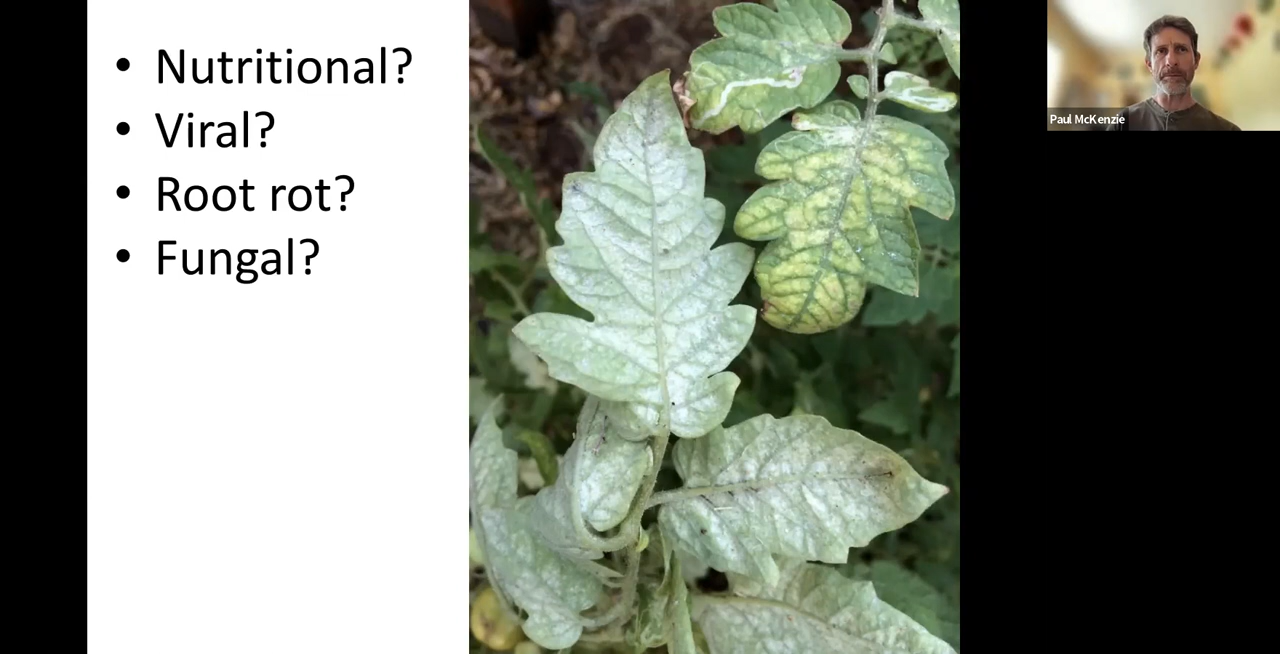 • Nutritional?
• Viral?
• Root rot?
• Fungal?
Paul McKenzie